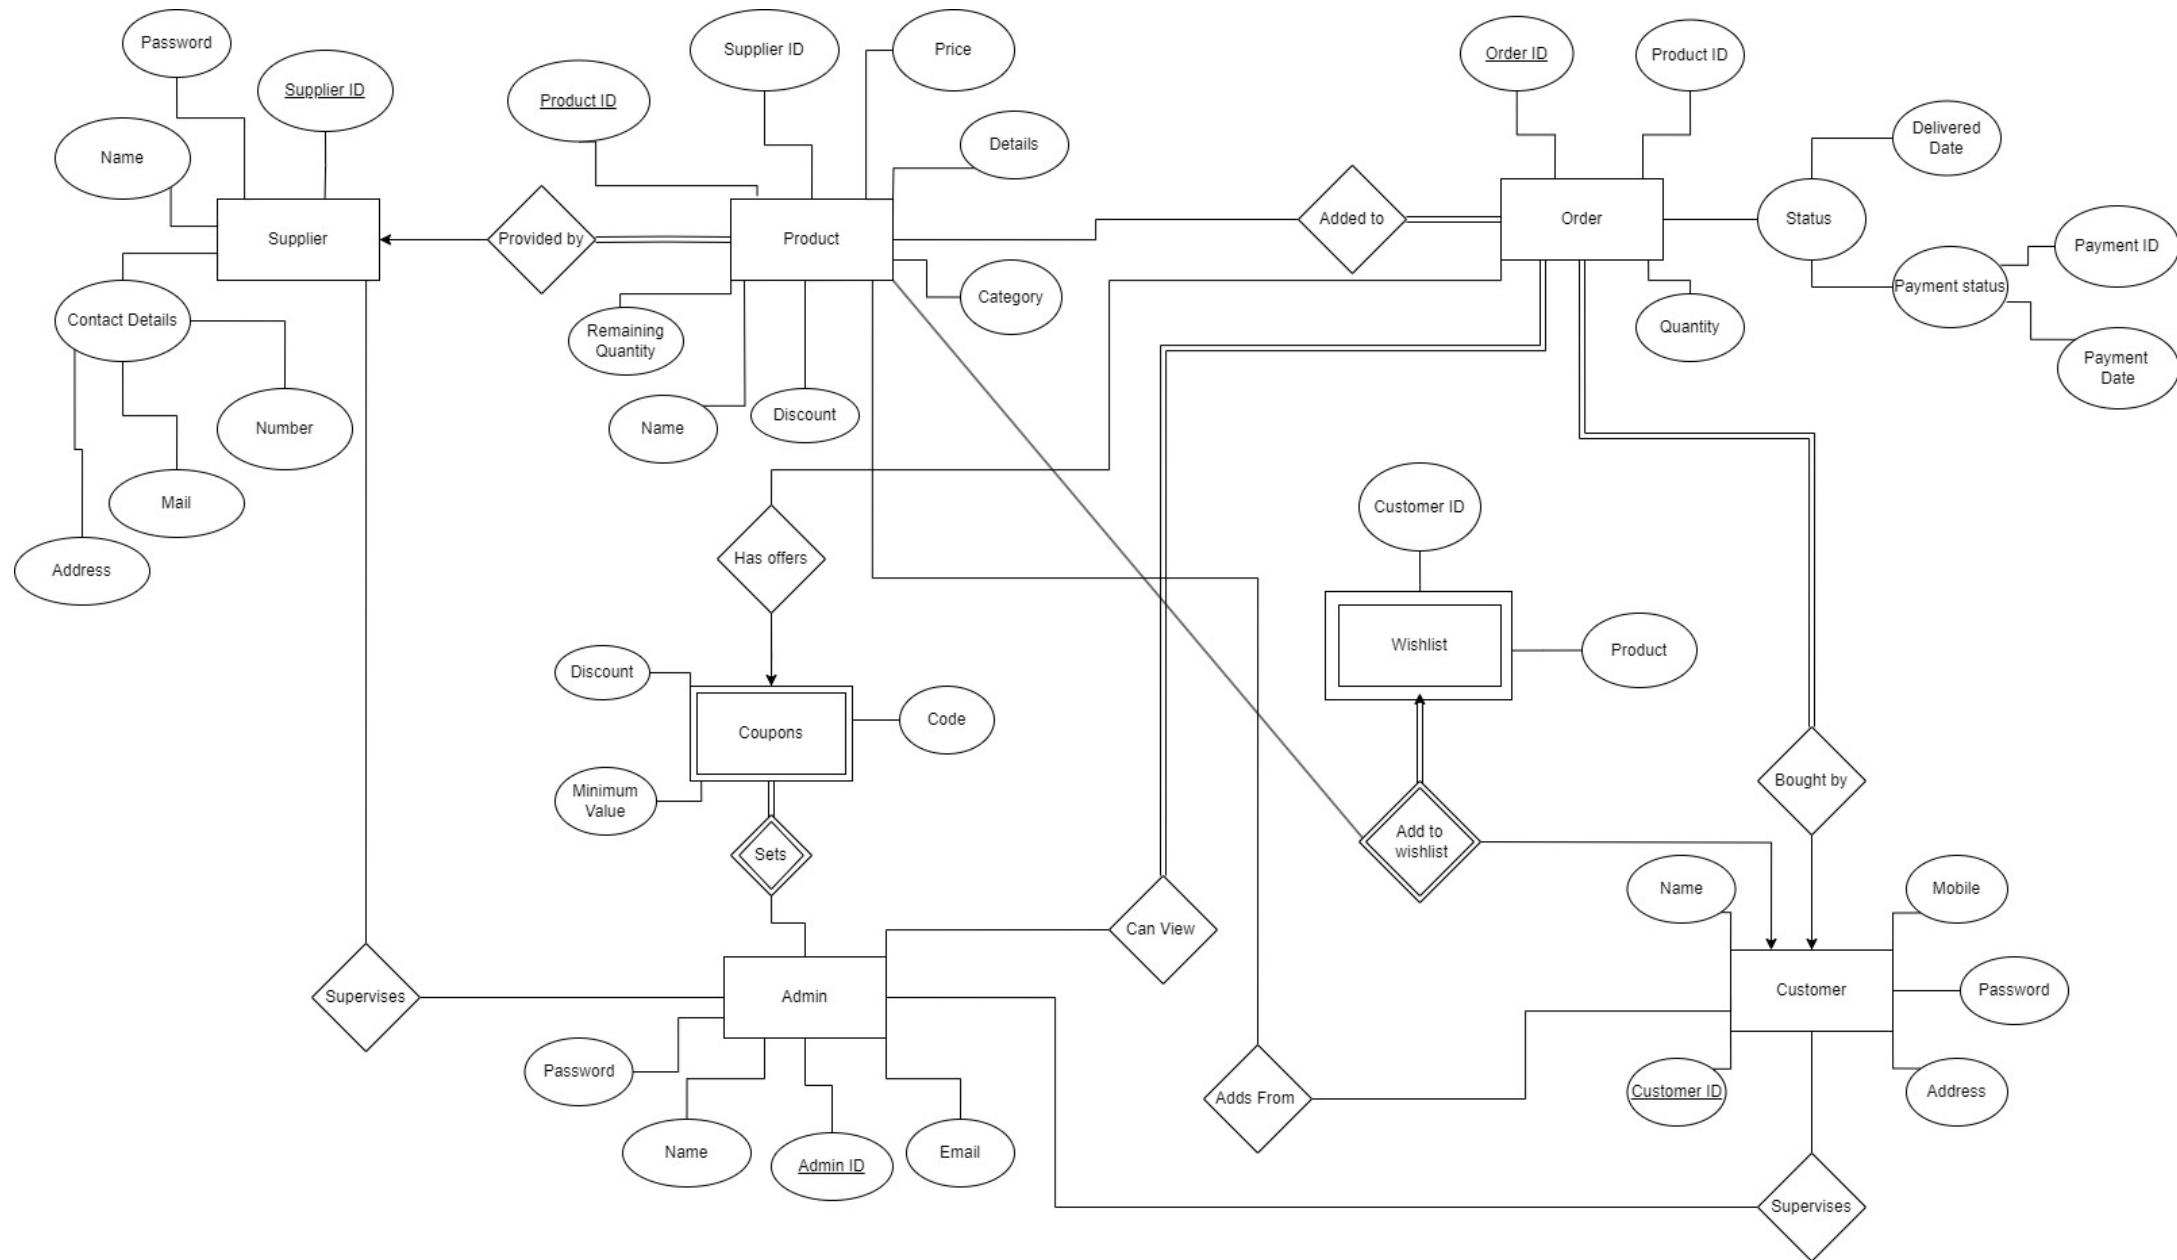 Password
Supplier ID
Price
Order ID
Product ID
Supplier ID
Product ID
Delivered
Date
Details
Name
Supplier
Provided by
Product
Added to
Order
Status
Payment ID
Contact Details
Category
Payment status
Remaining
Quantity
Quantity
Payment
Date
Number
Name
Discount
Mail
Customer ID
Address
Has offers
Wishlist
Product
Discount
Code
Coupons
Minimum
Value
Bought by
Sets
Add to
wishlist
Name
Mobile
Can View
Supervises
Admin
Customer
Password
Password
Adds From
Customer ID
Address
Name
Admin ID
Email
Supervises